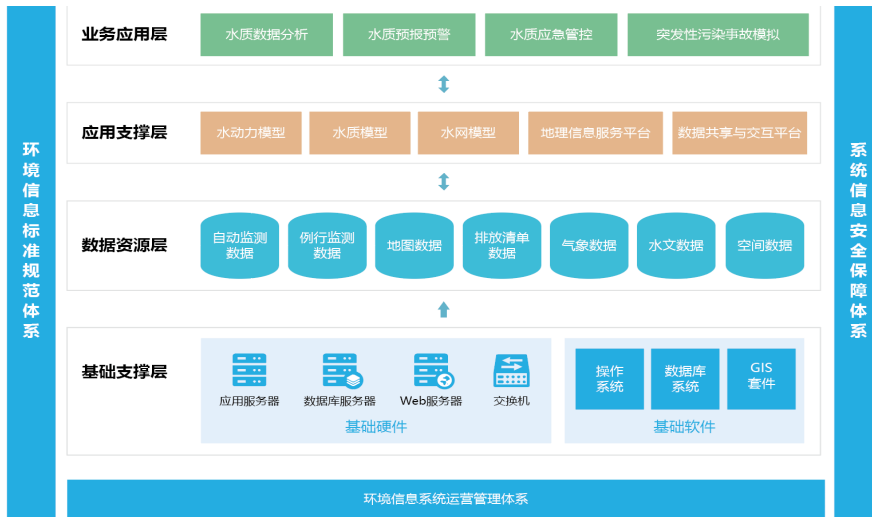 环境信息标准规范体系
业务应用层
水质数据分析
水质预报预警
水质应急管控
突发性污染事故模拟
应用支撑层
水动力模型
水质模型
水网模型
地理信息服务平台
数据共享与交互平台
数据资源层
自动监测
数据
例行监测
数据
地图数据
排放清单
数据
气象数据
水文数据
空间数据
基础支撑层
应用服务器
数据库服务器
Web服务器
交换机
基础硬件
操作
系统
数据库
系统
GIS
套件
基础软件
系统信息安全保障体系
环境信息系统运营管理体系